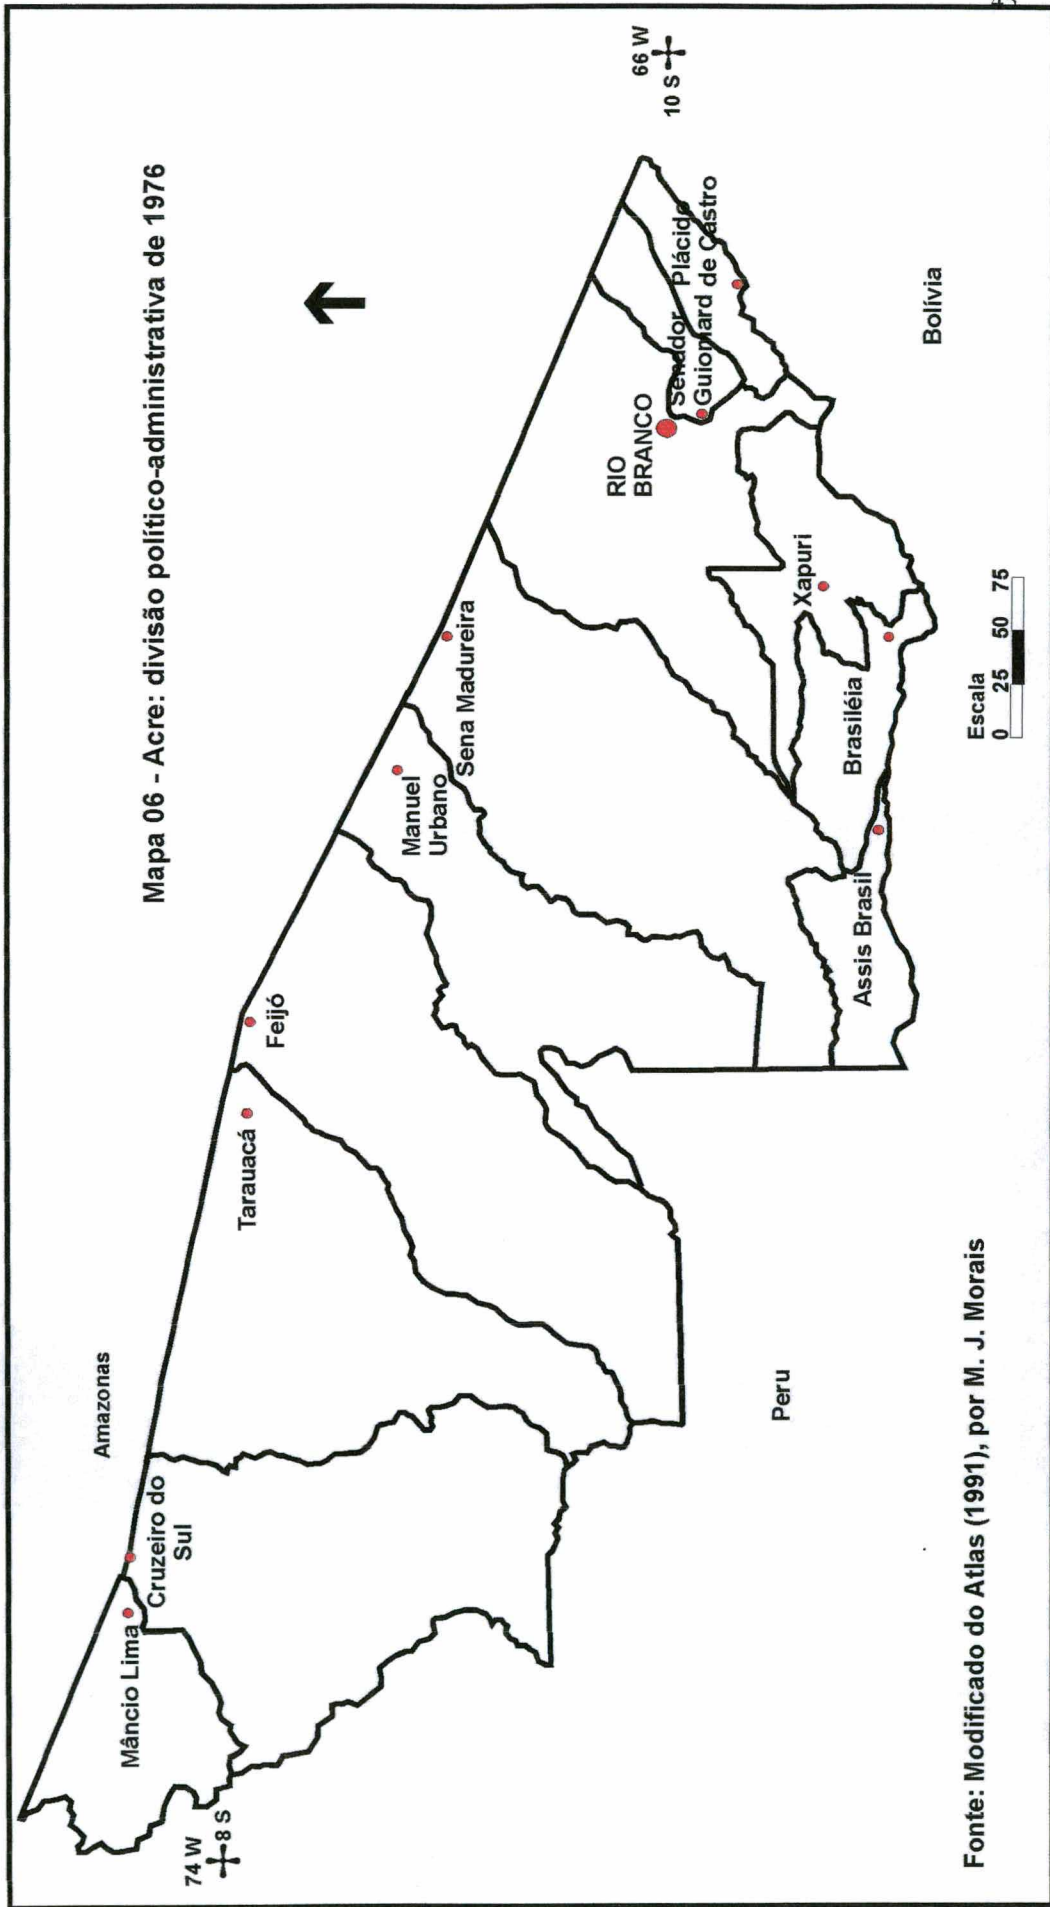 Mapa 06 - Acre: divisão político-administrativa de 1976
Amazonas
Mâncio Lima
Cruzeiro do
Sul
Tarauacá
Feijó
Manuel
Urbano
Sena Madureira
RIO
BRANCO
Senador
Guiomard
Plácido
de Castro
Xapuri
Brasiléia
Assis Brasil
Peru
Bolívia
74 W
8 S
66 W
10 S
Escala
0 25 50 75
Fonte: Modificado do Atlas (1991), por M. J. Morais